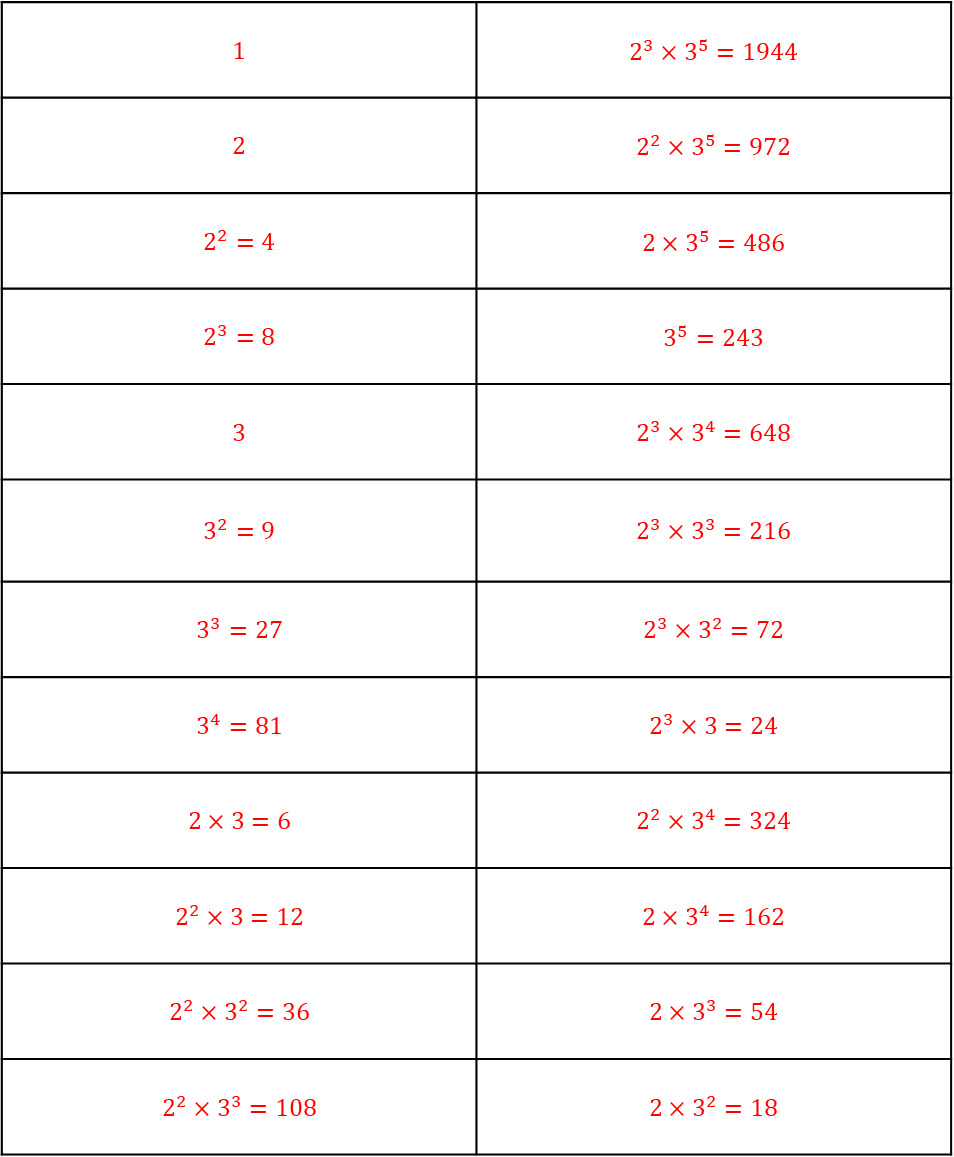 1 2³ × 3⁵ = 1944
2 2² × 3⁵ = 972
2² = 4 2 × 3⁵ = 486
2³ = 8 3⁵ = 243
3 2³ × 3⁴ = 648
3² = 9 2³ × 3³ = 216
3³ = 27 2³ × 3² = 72
3⁴ = 81 2³ × 3 = 24
2 × 3 = 6 2² × 3⁴ = 324
2² × 3 = 12 2 × 3⁴ = 162
2² × 3² = 36 2 × 3³ = 54
2² × 3³ = 108 2 × 3² = 18